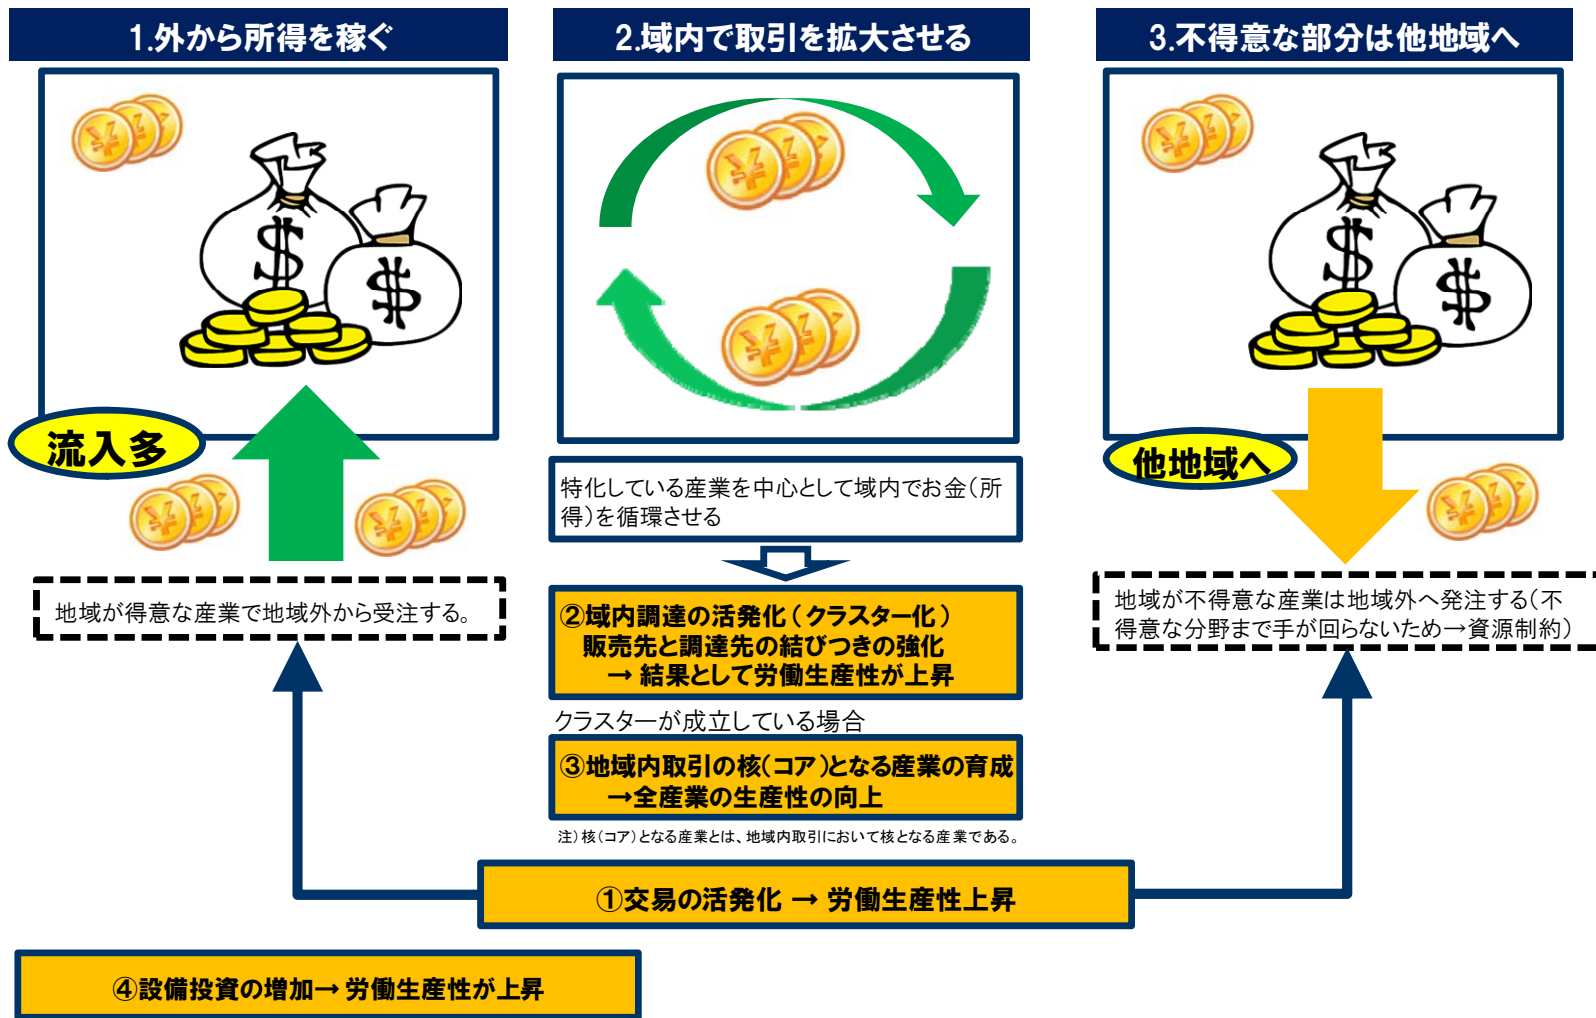 1.外から所得を稼ぐ
2.域内で取引を拡大させる
3.不得意な部分は他地域へ
流入多
他地域へ
地域が得意な産業で地域外から受注する。
特化している産業を中心として域内でお金(所
得)を循環させる
②域内調達の活発化(クラスター化)
販売先と調達先の結びつきの強化
→ 結果として労働生産性が上昇
クラスターが成立している場合
③地域内取引の核(コア)となる産業の育成
→全産業の生産性の向上
注)核(コア)となる産業とは、地域内取引において核となる産業である。
地域が不得意な産業は地域外へ発注する(不
得意な分野まで手が回らないため→資源制約)
①交易の活発化 → 労働生産性上昇
④設備投資の増加→ 労働生産性が上昇